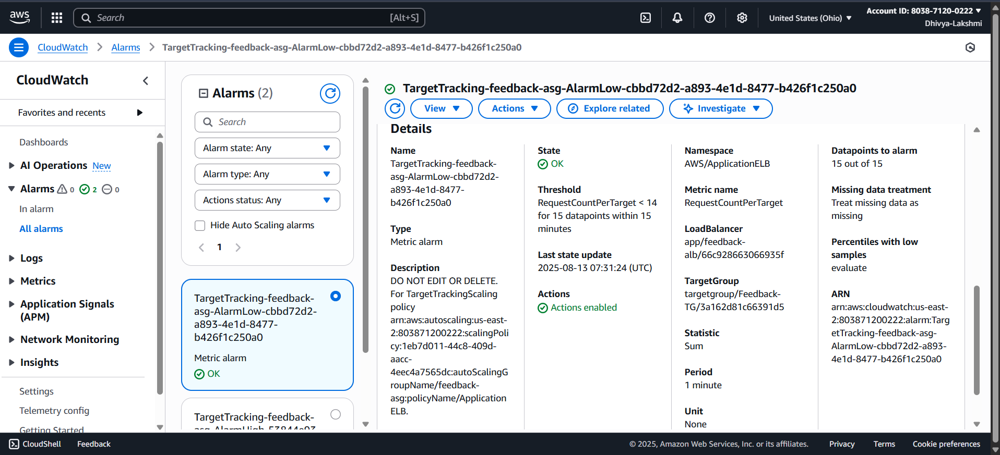 aws
Search
[Alt+S]
United States (Ohio)
Account ID: 8038-7120-0222
Dhivya-Lakshmi
CloudWatch
Alarms
TargetTracking-feedback-asg-AlarmLow-cbbd72d2-a893-4e1d-8477-b426f1c250a0
CloudWatch
Favorites and recents
Dashboards
AI Operations New
Alarms 0 2 0
In alarm
All alarms
Logs
Metrics
Application Signals
(APM)
Network Monitoring
Insights
Settings
Telemetry config
Getting Started
Alarms (2)
Search
Alarm state: Any
Alarm type: Any
Actions status: Any
Hide Auto Scaling alarms
1
TargetTracking-feedback-
asg-AlarmLow-cbbd72d2-
a893-4e1d-8477-
b426f1c250a0
Metric alarm
OK
TargetTracking-feedback-
asg-AlarmHigh-53844e93
TargetTracking-feedback-asg-AlarmLow-cbbd72d2-a893-4e1d-8477-b426f1c250a0
View
Actions
Explore related
Investigate
Details
Name
TargetTracking-feedback-
asg-AlarmLow-cbbd72d2-
a893-4e1d-8477-
b426f1c250a0
Type
Metric alarm
Description
DO NOT EDIT OR DELETE.
For TargetTrackingScaling
policy
arn:aws:autoscaling:us-east-
2:803871200222:scalingPoli
cy:1eb7d011-44c8-409d-
aacc-
4eec4a7565dc:autoScalingG
roupName/feedback-
asg:policyName/Application
ELB.
State
OK
Threshold
RequestCountPerTarget < 14
for 15 datapoints within 15
minutes
Last state update
2025-08-13 07:31:24 (UTC)
Actions
Actions enabled
Namespace
AWS/ApplicationELB
Metric name
RequestCountPerTarget
LoadBalancer
app/feedback-
alb/66c928663066935f
TargetGroup
targetgroup/Feedback-
TG/3a162d81c66391d5
Statistic
Sum
Period
1 minute
Unit
None
Datapoints to alarm
15 out of 15
Missing data treatment
Treat missing data as
missing
Percentiles with low
samples
evaluate
ARN
arn:aws:cloudwatch:us-east-
2:803871200222:alarm:Targ
etTracking-feedback-asg-
AlarmLow-cbbd72d2-a893-
4e1d-8477-b426f1c250a0
CloudShell
Feedback
© 2025, Amazon Web Services, Inc. or its affiliates.
Privacy
Terms
Cookie preferences